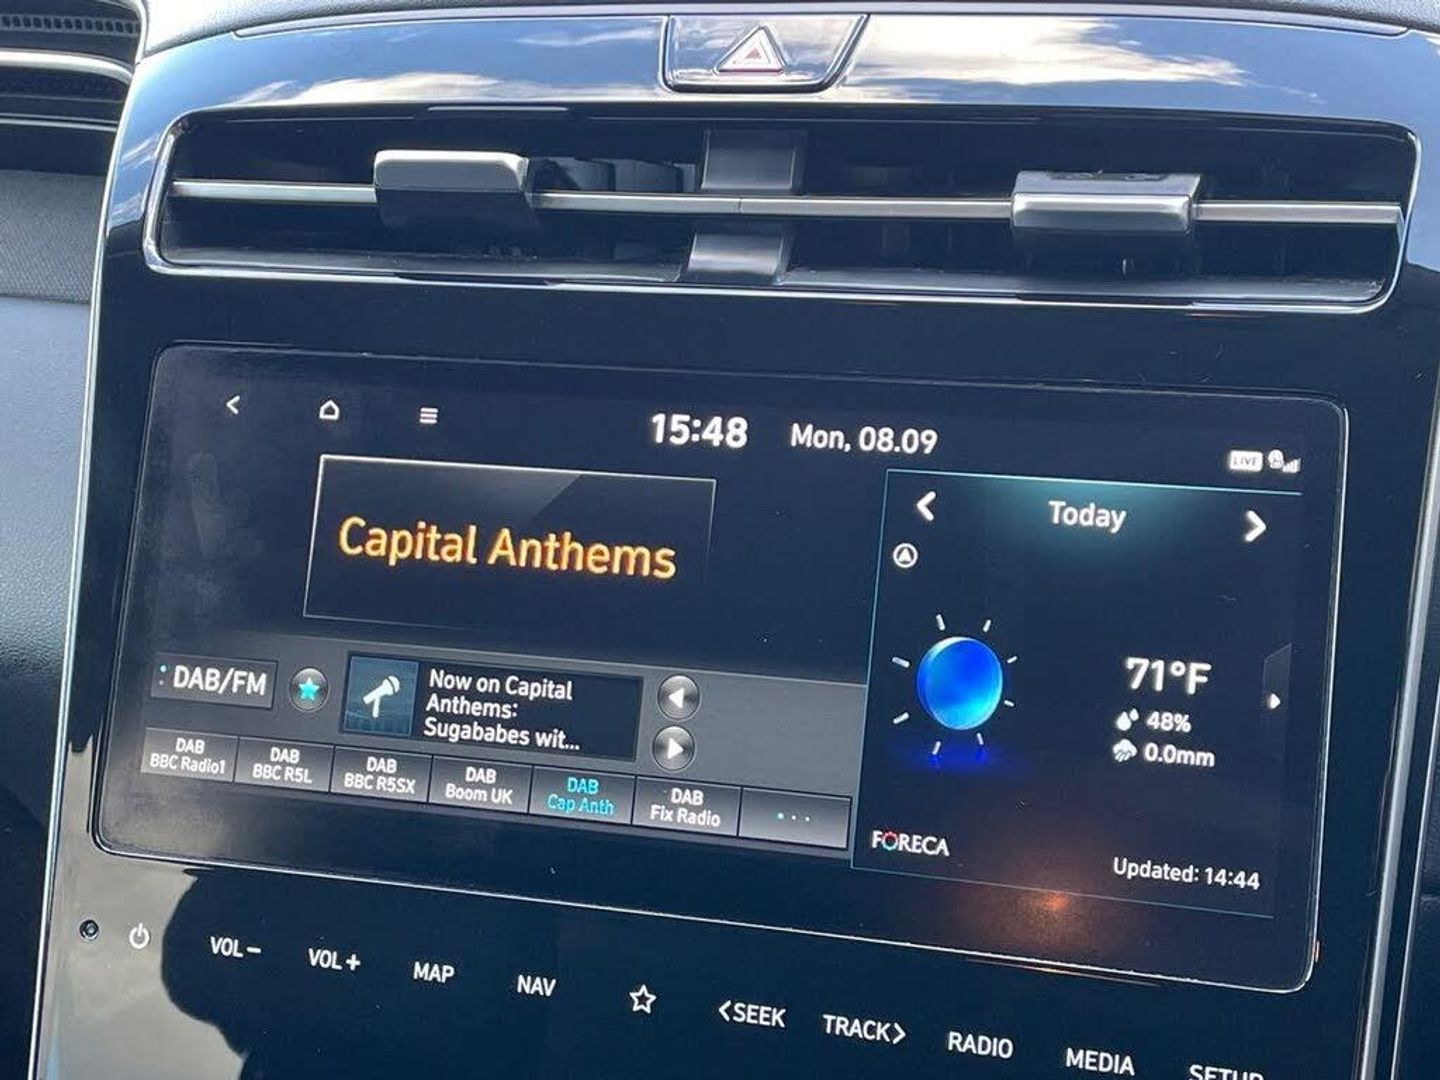 15:48 Mon, 08.09
LIVE
Capital Anthems
Today
71°F
48%
0.0mm
FORECA
Updated: 14:44
DAB/FM
Now on Capital
Anthems:
Sugababes wit...
DAB
BBC Radio1
DAB
BBC R5L
DAB
BBC R5SX
DAB
Boom UK
DAB
Cap Anth
DAB
Fix Radio
VOL - VOL + MAP NAV <SEEK TRACK> RADIO MEDIA SETUP